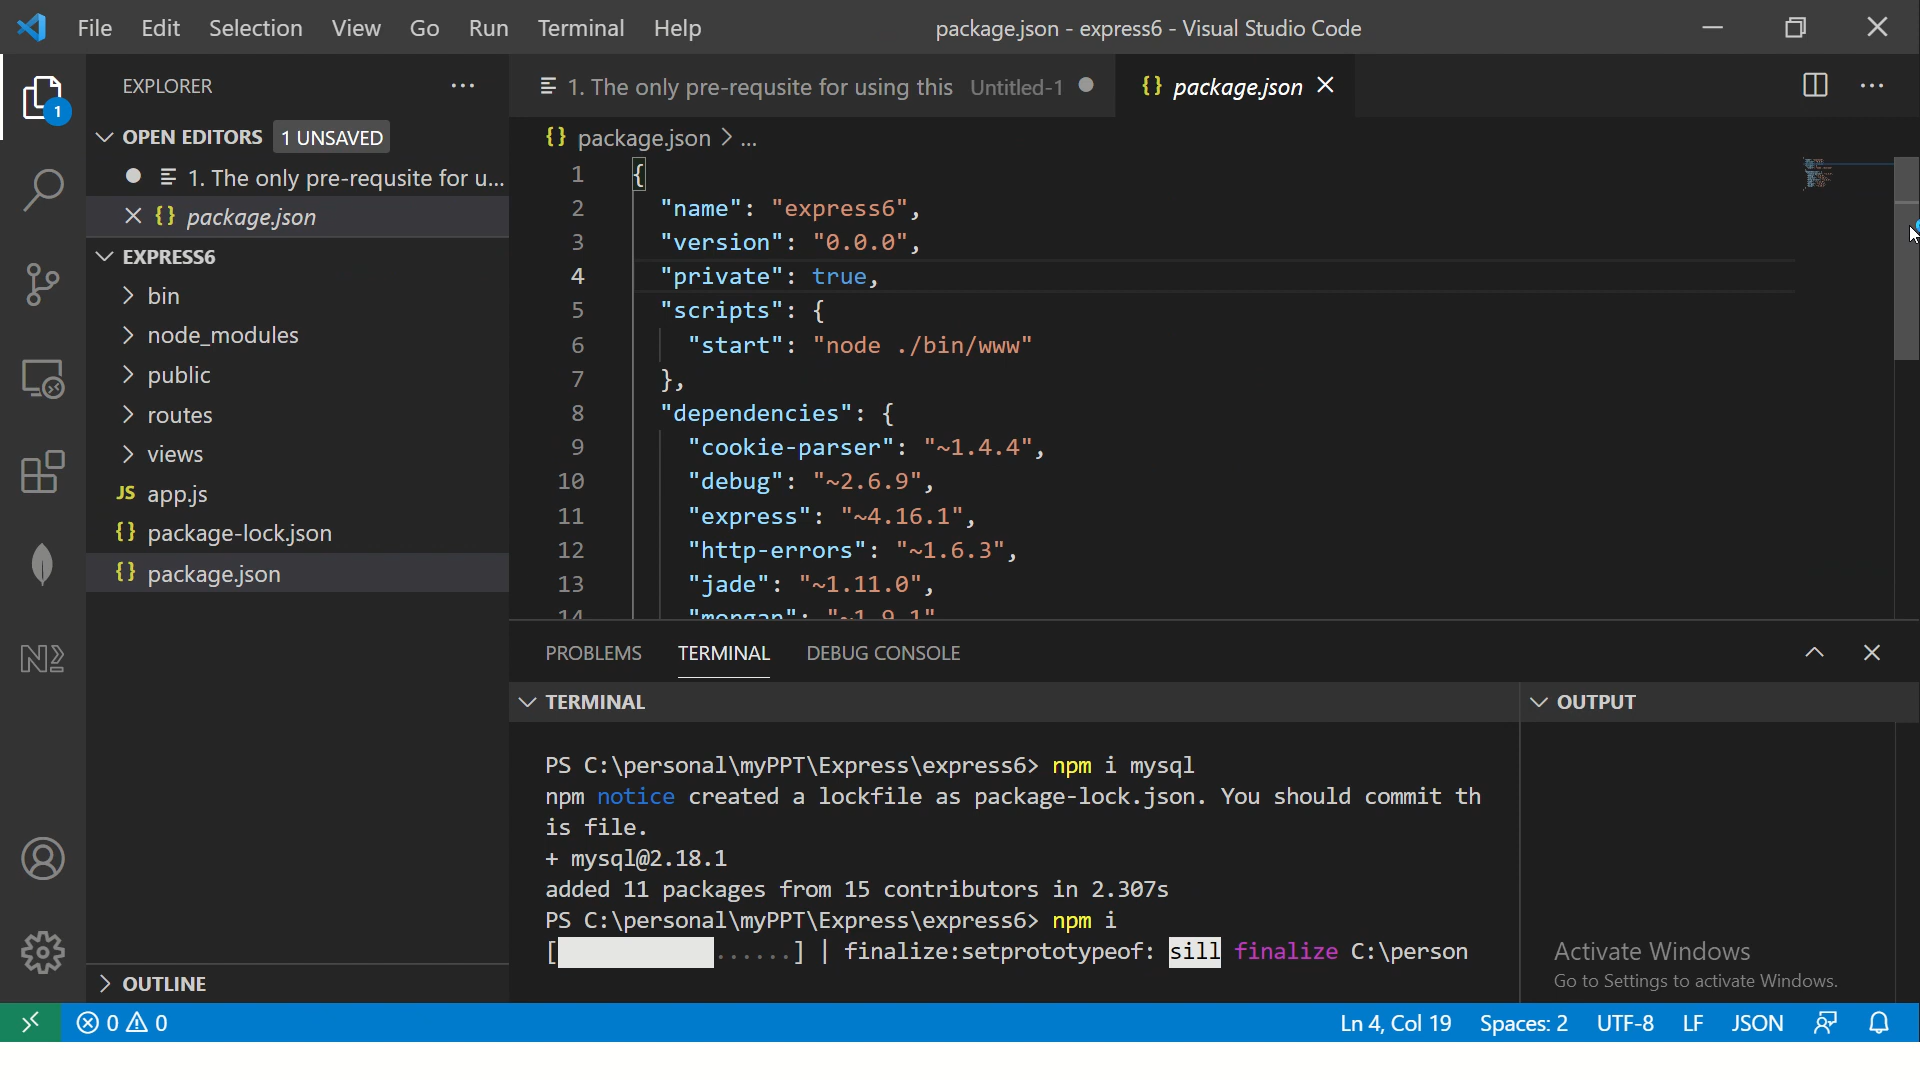 File Edit Selection View Go Run Terminal Help
package.json - express6 - Visual Studio Code
EXPLORER
1
OPEN EDITORS 1 UNSAVED
1. The only pre-requsite for u...
{} package.json
EXPRESS6
bin
node_modules
public
routes
views
JS app.js
{} package-lock.json
{} package.json
OUTLINE
1. The only pre-requsite for using this Untitled-1
{} package.json
{} package.json > ...
1 {
2 "name": "express6",
3 "version": "0.0.0",
4 "private": true,
5 "scripts": {
6 "start": "node ./bin/www"
7 },
8 "dependencies": {
9 "cookie-parser": "~1.4.4",
10 "debug": "~2.6.9",
11 "express": "~4.16.1",
12 "http-errors": "~1.6.3",
13 "jade": "~1.11.0",
14 "morgan": "~1.9.1"
PROBLEMS TERMINAL DEBUG CONSOLE
TERMINAL
PS C:\personal\myPPT\Express\express6> npm i mysql
npm notice created a lockfile as package-lock.json. You should commit th
is file.
+ mysql@2.18.1
added 11 packages from 15 contributors in 2.307s
PS C:\personal\myPPT\Express\express6> npm i
[ ......] | finalize:setprototypeof: sill finalize C:\person
OUTPUT
Activate Windows
Go to Settings to activate Windows.
0 0
Ln 4, Col 19 Spaces: 2 UTF-8 LF JSON